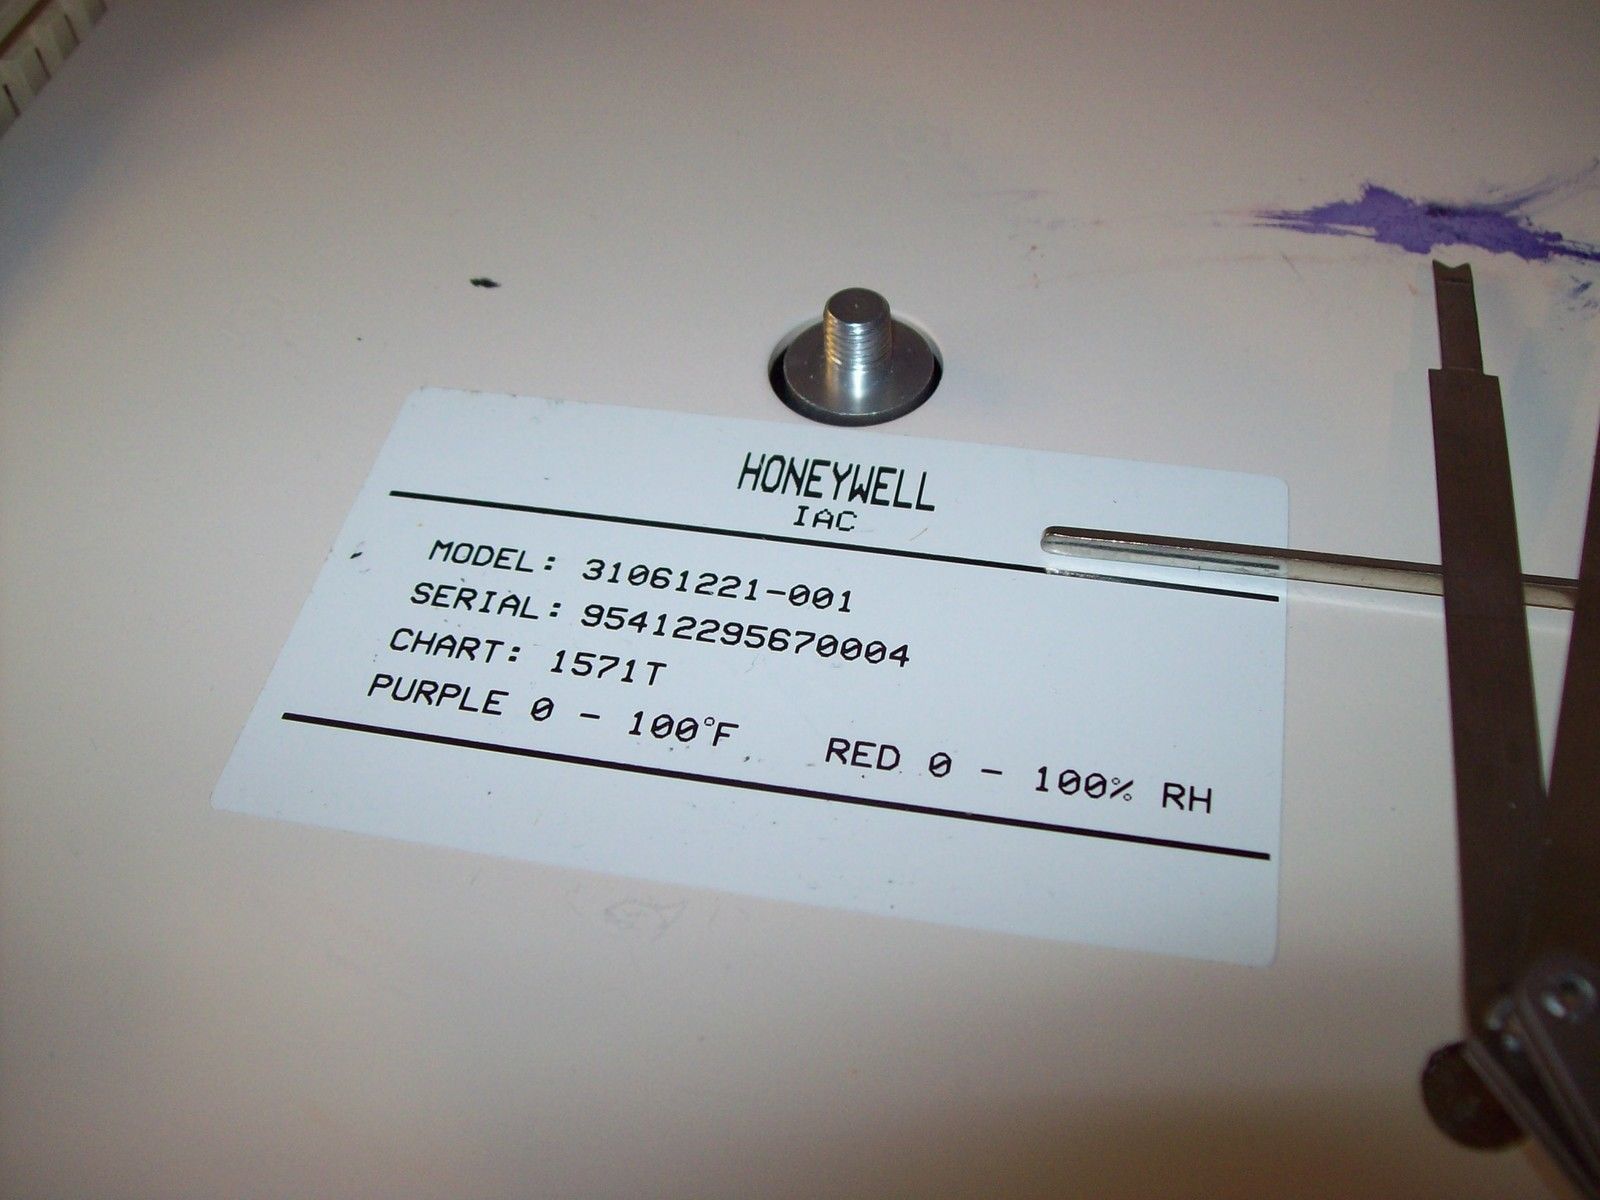 HONEYWELL
IAC
MODEL: 31061221-001
SERIAL: 95412295670004
CHART: 1571T
PURPLE 0 - 100°F RED 0 - 100% RH